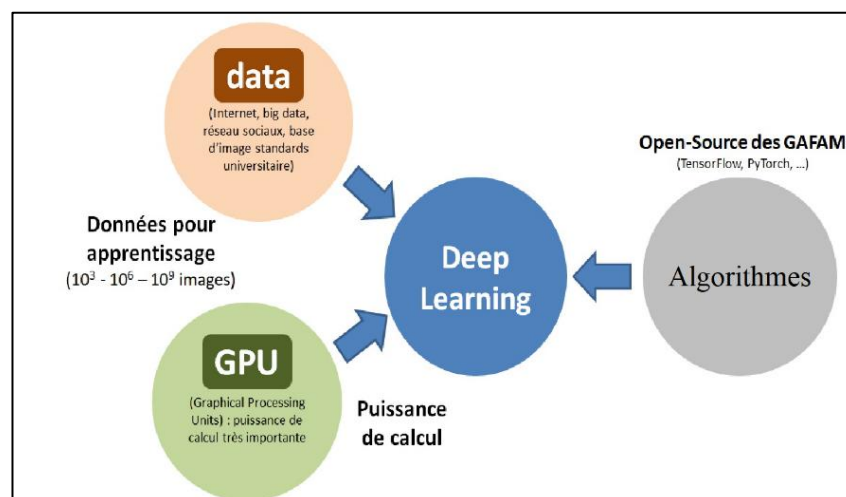 data
(Internet, big data,
réseau sociaux, base
d'image standards
universitaire)
Données pour
apprentissage
(10³ - 10⁶ – 10⁹ images)
GPU
(Graphical Processing
Units) : puissance de
calcul très importante
Puissance
de calcul
Deep
Learning
Open-Source des GAFAM
(TensorFlow, PyTorch, ...)
Algorithmes